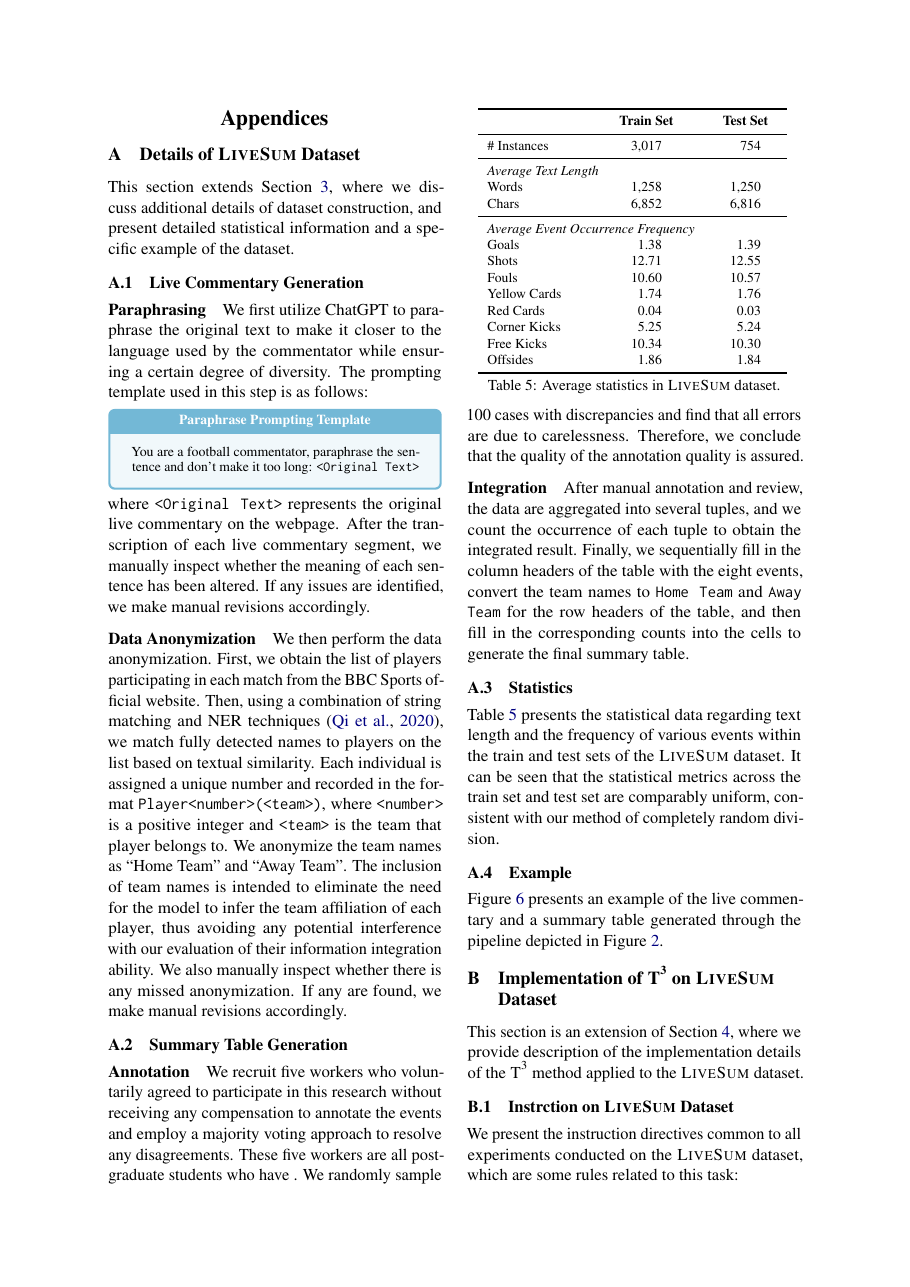 Appendices
A Details of LIVESUM Dataset
This section extends Section 3, where we dis-
cuss additional details of dataset construction, and
present detailed statistical information and a spe-
cific example of the dataset.
A.1 Live Commentary Generation
Paraphrasing We first utilize ChatGPT to para-
phrase the original text to make it closer to the
language used by the commentator while ensur-
ing a certain degree of diversity. The prompting
template used in this step is as follows:
Paraphrase Prompting Template
You are a football commentator, paraphrase the sen-
tence and don't make it too long: <Original Text>
where <Original Text> represents the original
live commentary on the webpage. After the tran-
scription of each live commentary segment, we
manually inspect whether the meaning of each sen-
tence has been altered. If any issues are identified,
we make manual revisions accordingly.
Data Anonymization We then perform the data
anonymization. First, we obtain the list of players
participating in each match from the BBC Sports of-
ficial website. Then, using a combination of string
matching and NER techniques (Qi et al., 2020),
we match fully detected names to players on the
list based on textual similarity. Each individual is
assigned a unique number and recorded in the for-
mat Player<number>(<team>), where <number>
is a positive integer and <team> is the team that
player belongs to. We anonymize the team names
as “Home Team” and “Away Team”. The inclusion
of team names is intended to eliminate the need
for the model to infer the team affiliation of each
player, thus avoiding any potential interference
with our evaluation of their information integration
ability. We also manually inspect whether there is
any missed anonymization. If any are found, we
make manual revisions accordingly.
A.2 Summary Table Generation
Annotation We recruit five workers who volun-
tarily agreed to participate in this research without
receiving any compensation to annotate the events
and employ a majority voting approach to resolve
any disagreements. These five workers are all post-
graduate students who have . We randomly sample
Train Set Test Set
# Instances 3,017 754
Average Text Length
Words 1,258 1,250
Chars 6,852 6,816
Average Event Occurrence Frequency
Goals 1.38 1.39
Shots 12.71 12.55
Fouls 10.60 10.57
Yellow Cards 1.74 1.76
Red Cards 0.04 0.03
Corner Kicks 5.25 5.24
Free Kicks 10.34 10.30
Offsides 1.86 1.84
Table 5: Average statistics in LIVESUM dataset.
100 cases with discrepancies and find that all errors
are due to carelessness. Therefore, we conclude
that the quality of the annotation quality is assured.
Integration After manual annotation and review,
the data are aggregated into several tuples, and we
count the occurrence of each tuple to obtain the
integrated result. Finally, we sequentially fill in the
column headers of the table with the eight events,
convert the team names to Home Team and Away
Team for the row headers of the table, and then
fill in the corresponding counts into the cells to
generate the final summary table.
A.3 Statistics
Table 5 presents the statistical data regarding text
length and the frequency of various events within
the train and test sets of the LIVESUM dataset. It
can be seen that the statistical metrics across the
train set and test set are comparably uniform, con-
sistent with our method of completely random divi-
sion.
A.4 Example
Figure 6 presents an example of the live commen-
tary and a summary table generated through the
pipeline depicted in Figure 2.
B Implementation of T³ on LIVESUM
Dataset
This section is an extension of Section 4, where we
provide description of the implementation details
of the T³ method applied to the LIVESUM dataset.
B.1 Instrction on LIVESUM Dataset
We present the instruction directives common to all
experiments conducted on the LIVESUM dataset,
which are some rules related to this task: